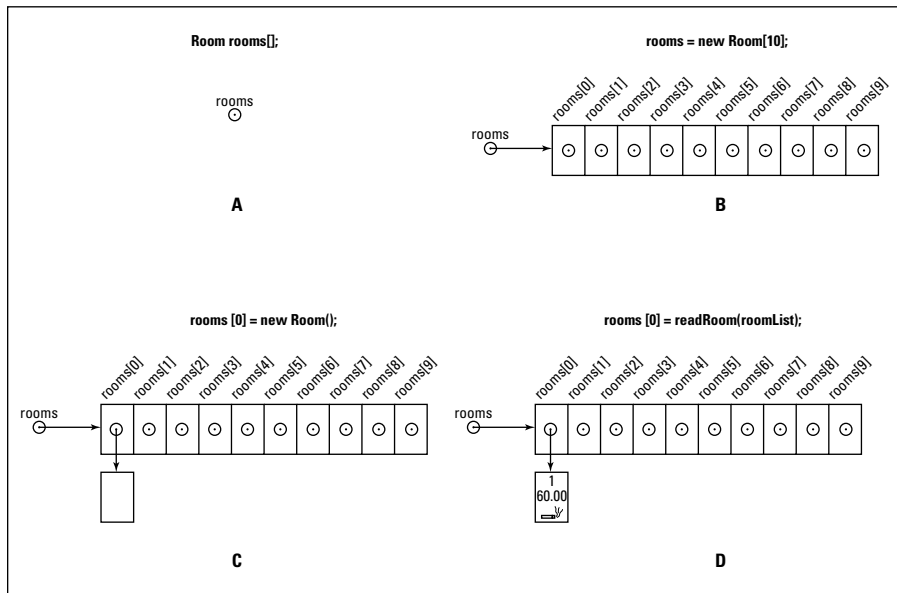 Room rooms[];
rooms
A
rooms = new Room[10];
rooms[0] rooms[1] rooms[2] rooms[3] rooms[4] rooms[5] rooms[6] rooms[7] rooms[8] rooms[9]
rooms
B
rooms [0] = new Room();
rooms[0] rooms[1] rooms[2] rooms[3] rooms[4] rooms[5] rooms[6] rooms[7] rooms[8] rooms[9]
rooms
C
rooms [0] = readRoom(roomList);
rooms[0] rooms[1] rooms[2] rooms[3] rooms[4] rooms[5] rooms[6] rooms[7] rooms[8] rooms[9]
rooms
1
60.00
D